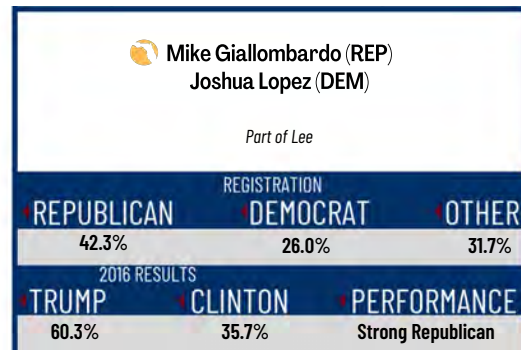 Mike Giallombardo (REP)
Joshua Lopez (DEM)
Part of Lee
REGISTRATION
REPUBLICAN DEMOCRAT OTHER
42.3% 26.0% 31.7%
2016 RESULTS
TRUMP CLINTON PERFORMANCE
60.3% 35.7% Strong Republican